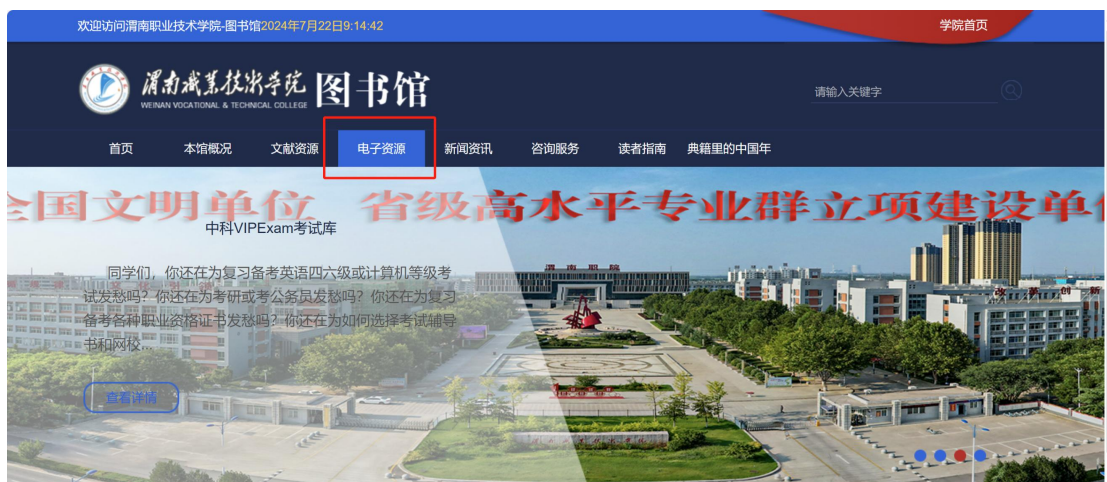 欢迎访问渭南职业技术学院-图书馆2024年7月22日9:14:42
学院首页
渭南职业技术学院 图书馆
WEINAN VOCATIONAL & TECHNICAL COLLEGE
请输入关键字
首页 本馆概况 文献资源 电子资源 新闻资讯 咨询服务 读者指南 典籍里的中国年
全国文明单位 省级高水平专业群立项建设单位
中科VIPExam考试库
同学们，你还在为复习备考英语四六级或计算机等级考
试发愁吗？你还在为考研或考公务员发愁吗？你还在为复习
备考各种职业资格证书发愁吗？你还在为如何选择考试辅导
书和网校...
查看详情
渭南职院
改革创新